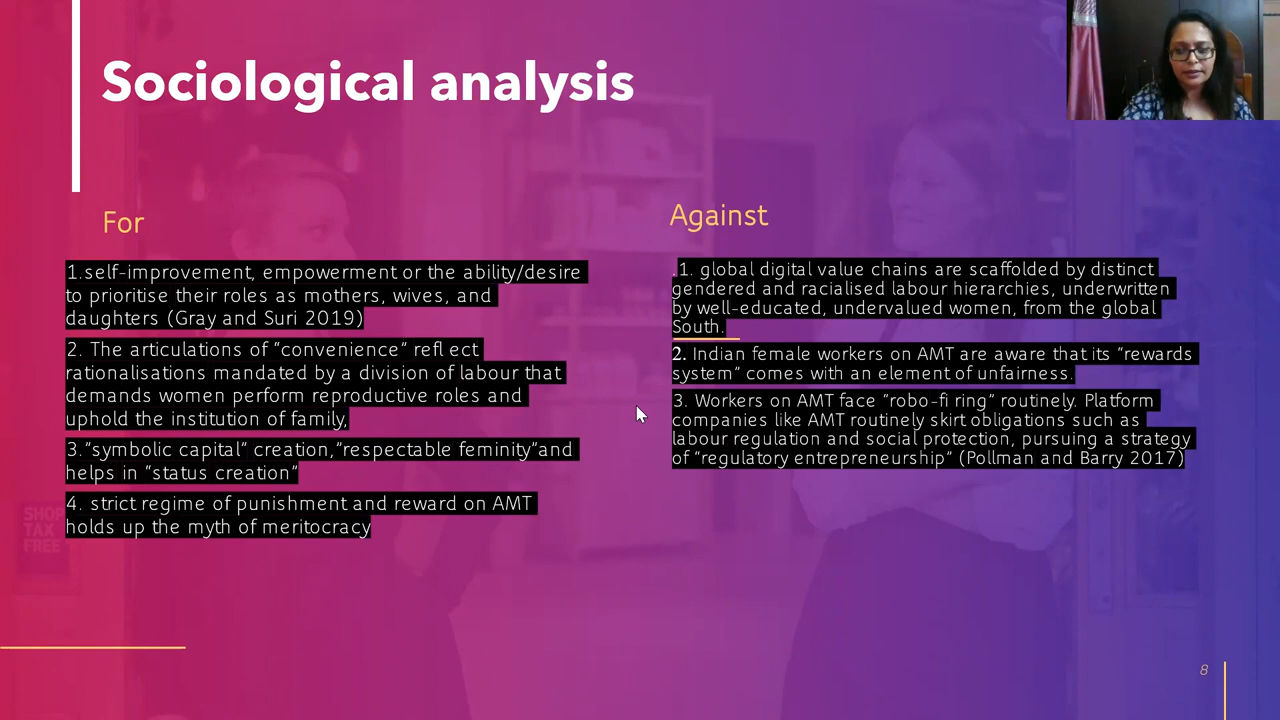 Sociological analysis
For
1.self-improvement, empowerment or the ability/desire
to prioritise their roles as mothers, wives, and
daughters (Gray and Suri 2019)
2. The articulations of “convenience” refl ect
rationalisations mandated by a division of labour that
demands women perform reproductive roles and
uphold the institution of family,
3.“symbolic capital“ creation,”respectable feminity”and
helps in “status creation”
4. strict regime of punishment and reward on AMT
holds up the myth of meritocracy
Against
.1. global digital value chains are scaffolded by distinct
gendered and racialised labour hierarchies, underwritten
by well-educated, undervalued women, from the global
South.
2. Indian female workers on AMT are aware that its “rewards
system” comes with an element of unfairness.
3. Workers on AMT face “robo-fi ring” routinely. Platform
companies like AMT routinely skirt obligations such as
labour regulation and social protection, pursuing a strategy
of “regulatory entrepreneurship” (Pollman and Barry 2017)
SHOP
TAX
FREE
8